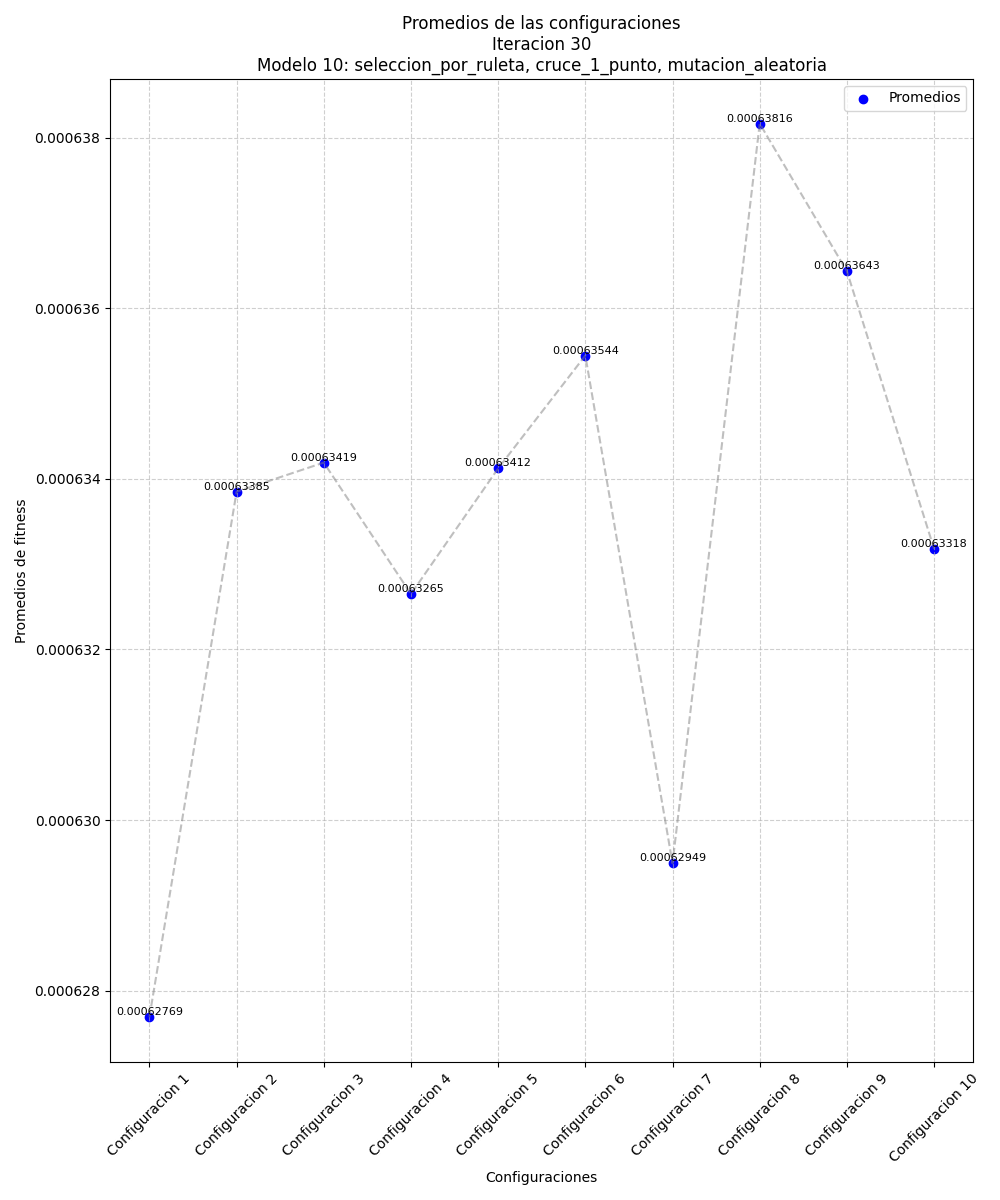 Promedios de las configuraciones
Iteracion 30
Modelo 10: seleccion_por_ruleta, cruce_1_punto, mutacion_aleatoria
Promedios
0.000638
0.000636
0.000634
0.000632
0.000630
0.000628
Promedios de fitness
0.00062769
0.00063385
0.00063419
0.00063265
0.00063412
0.00063544
0.00062949
0.00063816
0.00063643
0.00063318
Configuracion 1
Configuracion 2
Configuracion 3
Configuracion 4
Configuracion 5
Configuracion 6
Configuracion 7
Configuracion 8
Configuracion 9
Configuracion 10
Configuraciones